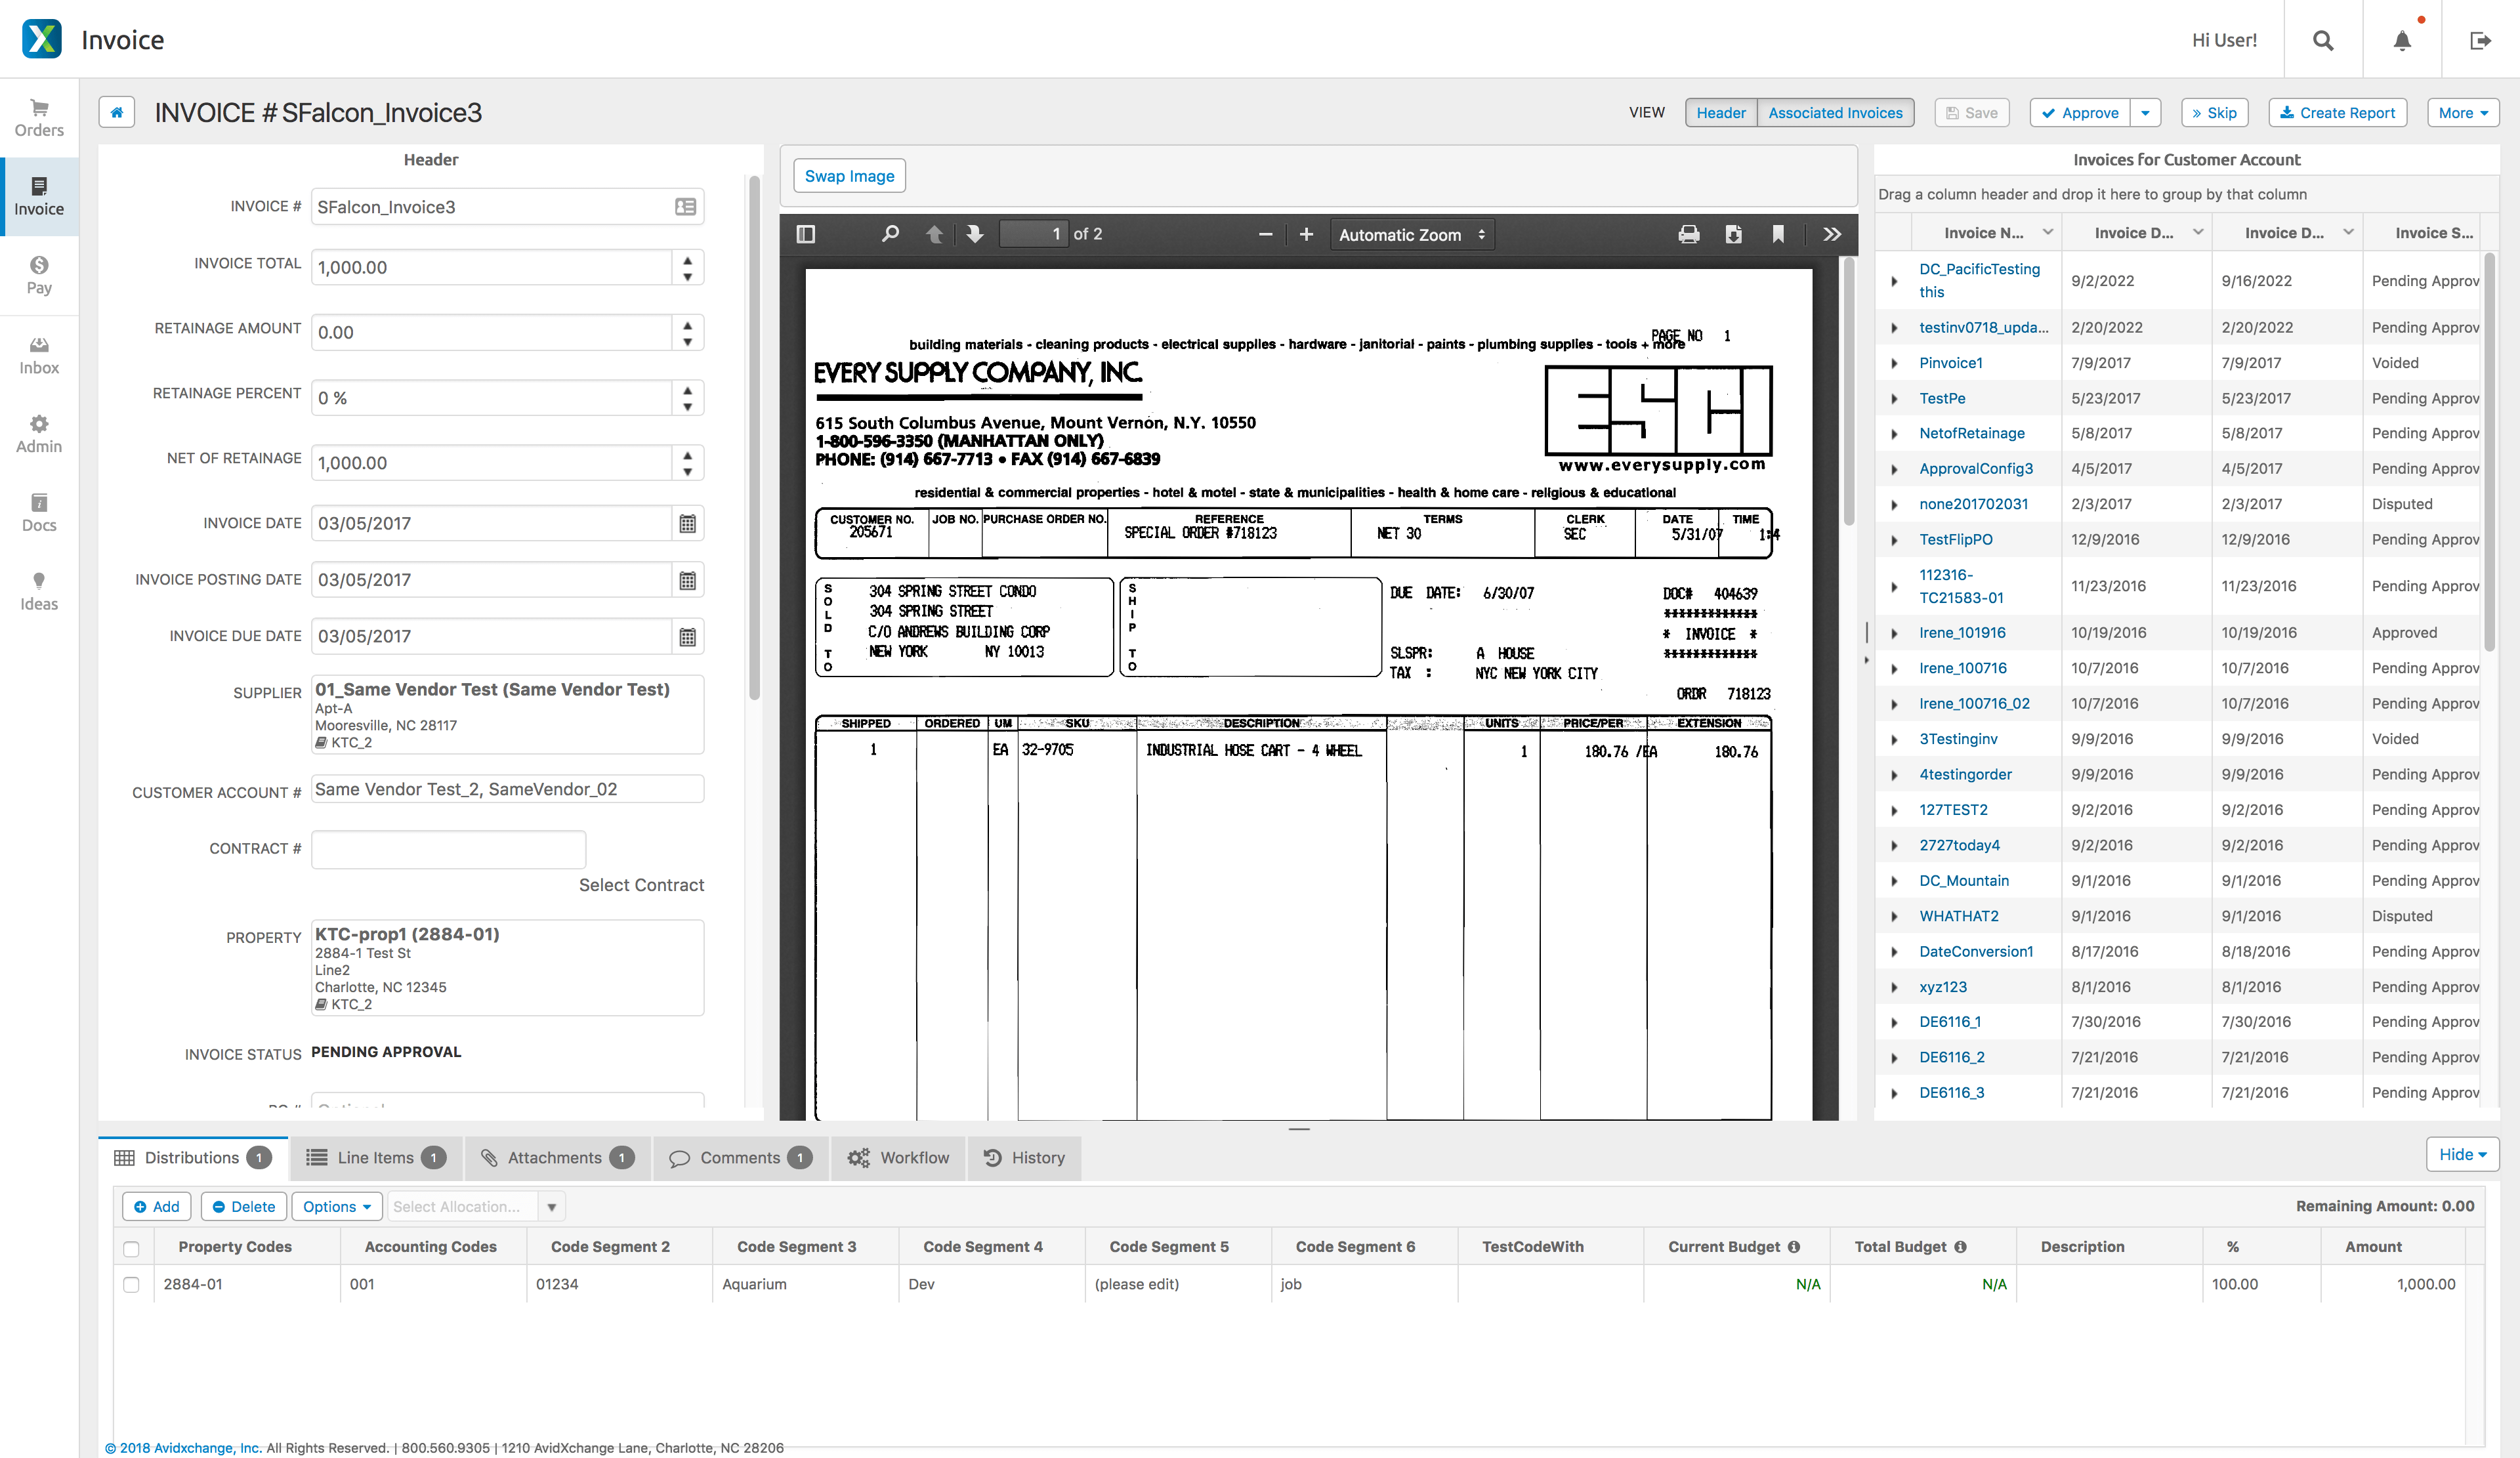 Invoice
Hi User!
Orders
Invoice
Pay
Inbox
Admin
Docs
Ideas
INVOICE # SFalcon_Invoice3
VIEW Header Associated Invoices Save Approve Skip Create Report More
Header
INVOICE # SFalcon_Invoice3
INVOICE TOTAL 1,000.00
RETAINAGE AMOUNT 0.00
RETAINAGE PERCENT 0 %
NET OF RETAINAGE 1,000.00
INVOICE DATE 03/05/2017
INVOICE POSTING DATE 03/05/2017
INVOICE DUE DATE 03/05/2017
SUPPLIER 01_Same Vendor Test (Same Vendor Test)
Apt-A
Mooresville, NC 28117
KTC_2
CUSTOMER ACCOUNT # Same Vendor Test_2, SameVendor_02
CONTRACT #
Select Contract
PROPERTY KTC-prop1 (2884-01)
2884-1 Test St
Line2
Charlotte, NC 12345
KTC_2
INVOICE STATUS PENDING APPROVAL
Swap Image
1 of 2 Automatic Zoom
PAGE NO 1
building materials - cleaning products - electrical supplies - hardware - janitorial - paints - plumbing supplies - tools + more
EVERY SUPPLY COMPANY, INC.
ESCI
615 South Columbus Avenue, Mount Vernon, N.Y. 10550
1-800-596-3350 (MANHATTAN ONLY)
PHONE: (914) 667-7713 • FAX (914) 667-6839
www.everysupply.com
residential & commercial properties - hotel & motel - state & municipalities - health & home care - religious & educational
CUSTOMER NO. JOB NO. PURCHASE ORDER NO. REFERENCE TERMS CLERK DATE TIME
205671 SPECIAL ORDER #718123 NET 30 SEC 5/31/07 1:4
SOLD TO
304 SPRING STREET CONDO
304 SPRING STREET
C/O ANDREWS BUILDING CORP
NEW YORK NY 10013
SHIP TO
DUE DATE: 6/30/07 DOC# 404639
*************
* INVOICE *
SLSPR: A HOUSE *************
TAX : NYC NEW YORK CITY
ORDR 718123
SHIPPED ORDERED UM SKU DESCRIPTION UNITS PRICE/PER EXTENSION
1 EA 32-9705 INDUSTRIAL HOSE CART - 4 WHEEL 1 180.76 /EA 180.76
Invoices for Customer Account
Drag a column header and drop it here to group by that column
Invoice N... Invoice D... Invoice D... Invoice S...
DC_PacificTesting
this 9/2/2022 9/16/2022 Pending Approv
testinv0718_upda... 2/20/2022 2/20/2022 Pending Approv
Pinvoice1 7/9/2017 7/9/2017 Voided
TestPe 5/23/2017 5/23/2017 Pending Approv
NetofRetainage 5/8/2017 5/8/2017 Pending Approv
ApprovalConfig3 4/5/2017 4/5/2017 Pending Approv
none201702031 2/3/2017 2/3/2017 Disputed
TestFlipPO 12/9/2016 12/9/2016 Pending Approv
112316-
TC21583-01 11/23/2016 11/23/2016 Pending Approv
Irene_101916 10/19/2016 10/19/2016 Approved
Irene_100716 10/7/2016 10/7/2016 Pending Approv
Irene_100716_02 10/7/2016 10/7/2016 Pending Approv
3Testinginv 9/9/2016 9/9/2016 Voided
4testingorder 9/9/2016 9/9/2016 Pending Approv
127TEST2 9/2/2016 9/2/2016 Pending Approv
2727today4 9/2/2016 9/2/2016 Pending Approv
DC_Mountain 9/1/2016 9/1/2016 Pending Approv
WHATHAT2 9/1/2016 9/1/2016 Disputed
DateConversion1 8/17/2016 8/18/2016 Pending Approv
xyz123 8/1/2016 8/1/2016 Pending Approv
DE6116_1 7/30/2016 7/30/2016 Pending Approv
DE6116_2 7/21/2016 7/21/2016 Pending Approv
DE6116_3 7/21/2016 7/21/2016 Pending Approv
Distributions 1 Line Items 1 Attachments 1 Comments 1 Workflow History Hide
Add Delete Options Select Allocation... Remaining Amount: 0.00
Property Codes Accounting Codes Code Segment 2 Code Segment 3 Code Segment 4 Code Segment 5 Code Segment 6 TestCodeWith Current Budget Total Budget Description % Amount
2884-01 001 01234 Aquarium Dev (please edit) job N/A N/A 100.00 1,000.00
© 2018 Avidxchange, Inc. All Rights Reserved. | 800.560.9305 | 1210 AvidXchange Lane, Charlotte, NC 28206